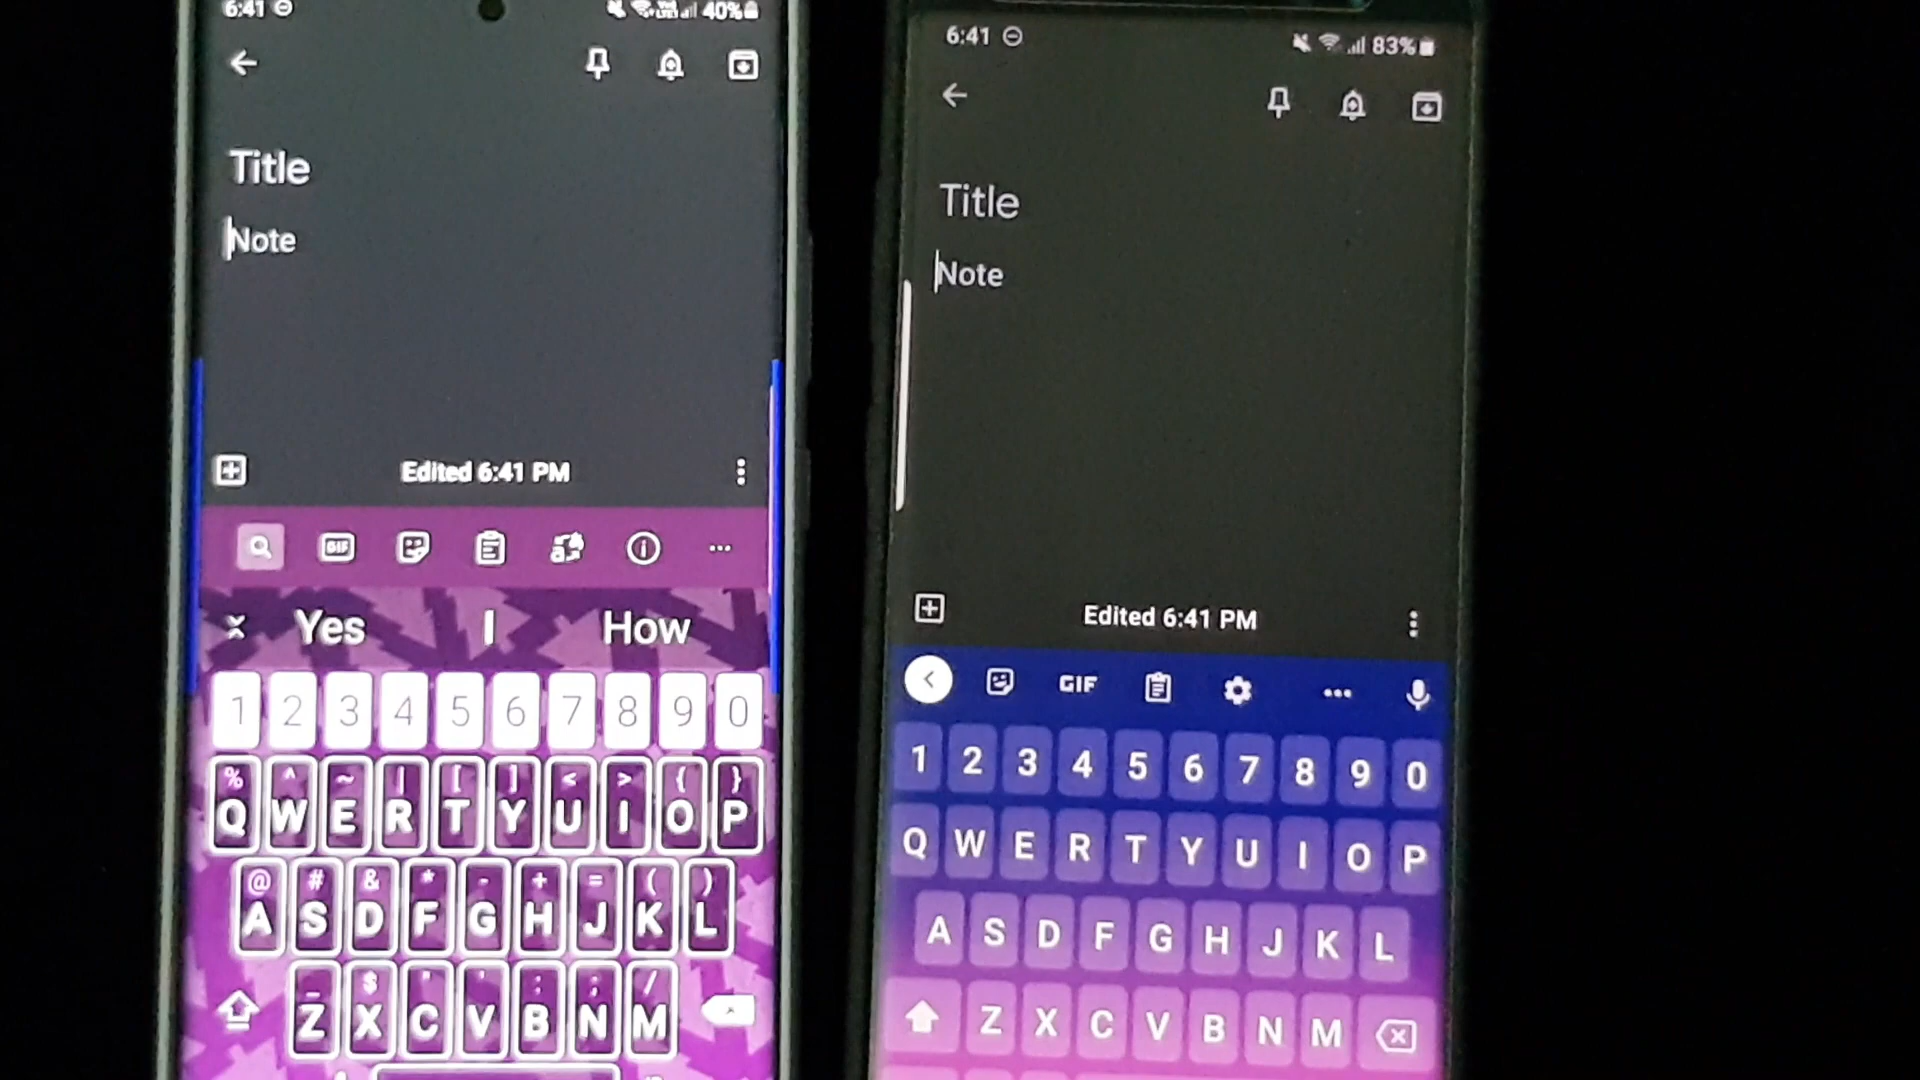 6:41
40%
Title
Note
Edited 6:41 PM
GIF
Yes I How
1 2 3 4 5 6 7 8 9 0
% ^ ~ | [ ] < > { }
Q W E R T Y U I O P
@ # & * - + = ( )
A S D F G H J K L
_ $ " ' : ; /
Z X C V B N M
6:41
83%
Title
Note
Edited 6:41 PM
GIF
1 2 3 4 5 6 7 8 9 0
Q W E R T Y U I O P
A S D F G H J K L
Z X C V B N M